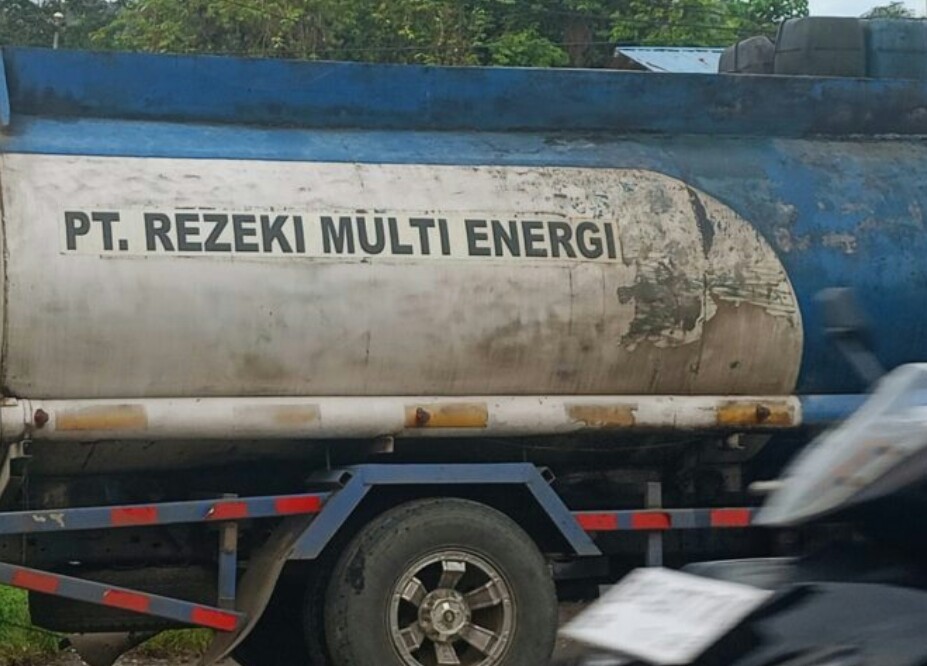 PT. REZEKI MULTI ENERGI